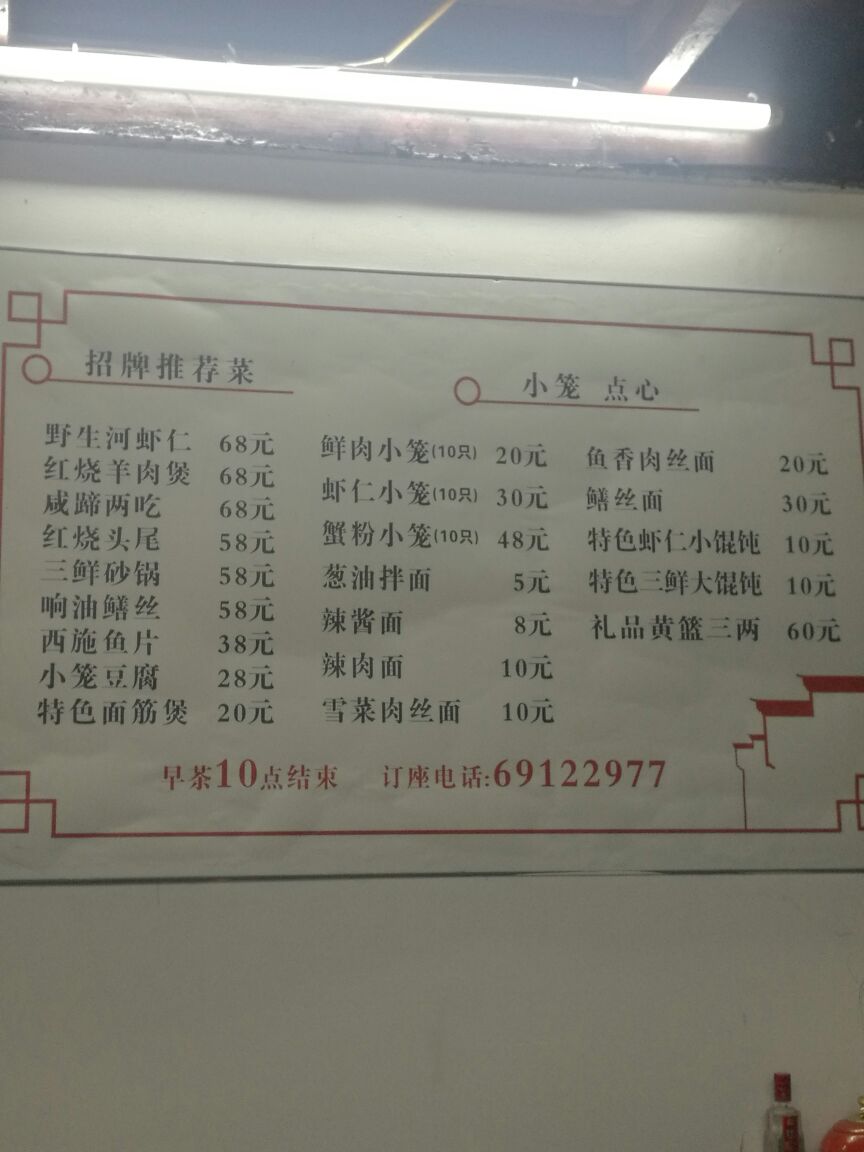 招牌推荐菜
野生河虾仁 68元
红烧羊肉煲 68元
咸蹄两吃 68元
红烧头尾 58元
三鲜砂锅 58元
响油鳝丝 58元
西施鱼片 38元
小笼豆腐 28元
特色面筋煲 20元
小笼 点心
鲜肉小笼(10只) 20元
虾仁小笼(10只) 30元
蟹粉小笼(10只) 48元
葱油拌面 5元
辣酱面 8元
辣肉面 10元
雪菜肉丝面 10元
鱼香肉丝面 20元
鳝丝面 30元
特色虾仁小馄饨 10元
特色三鲜大馄饨 10元
礼品黄篮三两 60元
早茶10点结束 订座电话:69122977